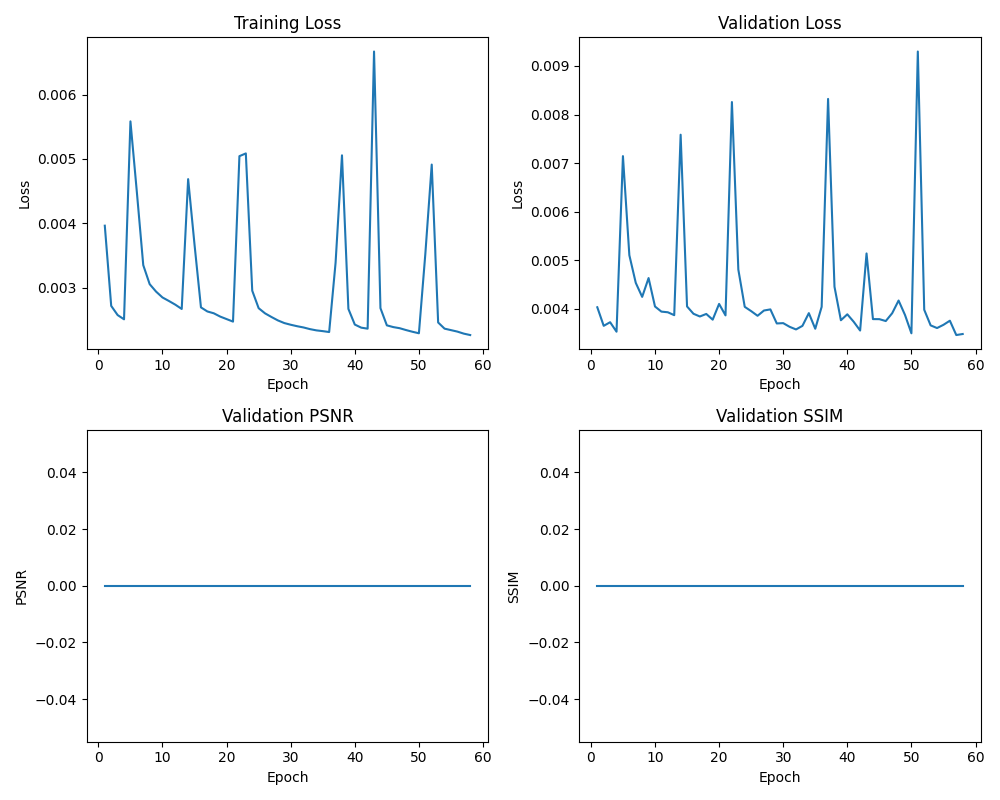 Training Loss
Loss
0.006
0.005
0.004
0.003
0 10 20 30 40 50 60
Epoch
Validation Loss
Loss
0.009
0.008
0.007
0.006
0.005
0.004
0 10 20 30 40 50 60
Epoch
Validation PSNR
PSNR
0.04
0.02
0.00
−0.02
−0.04
0 10 20 30 40 50 60
Epoch
Validation SSIM
SSIM
0.04
0.02
0.00
−0.02
−0.04
0 10 20 30 40 50 60
Epoch